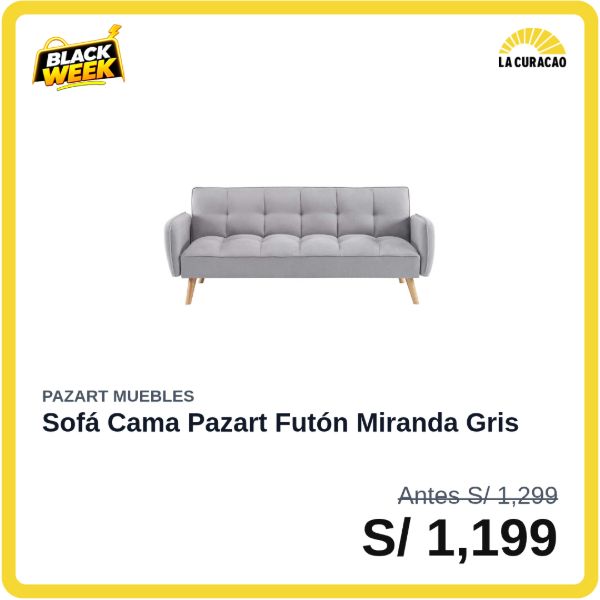 BLACK
WEEK
LA CURACAO
PAZART MUEBLES
Sofá Cama Pazart Futón Miranda Gris
Antes S/ 1,299
S/ 1,199